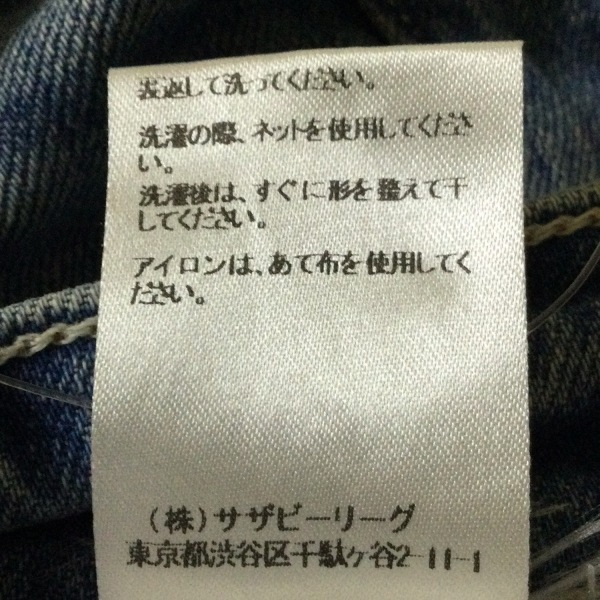 裏返して洗ってください。
洗濯の際、ネットを使用してくださ
い。
洗濯後は、すぐに形を整えて干
してください。
アイロンは、あて布を使用してく
ださい。
(株)サザビーリーグ
東京都渋谷区千駄ヶ谷2-11-1